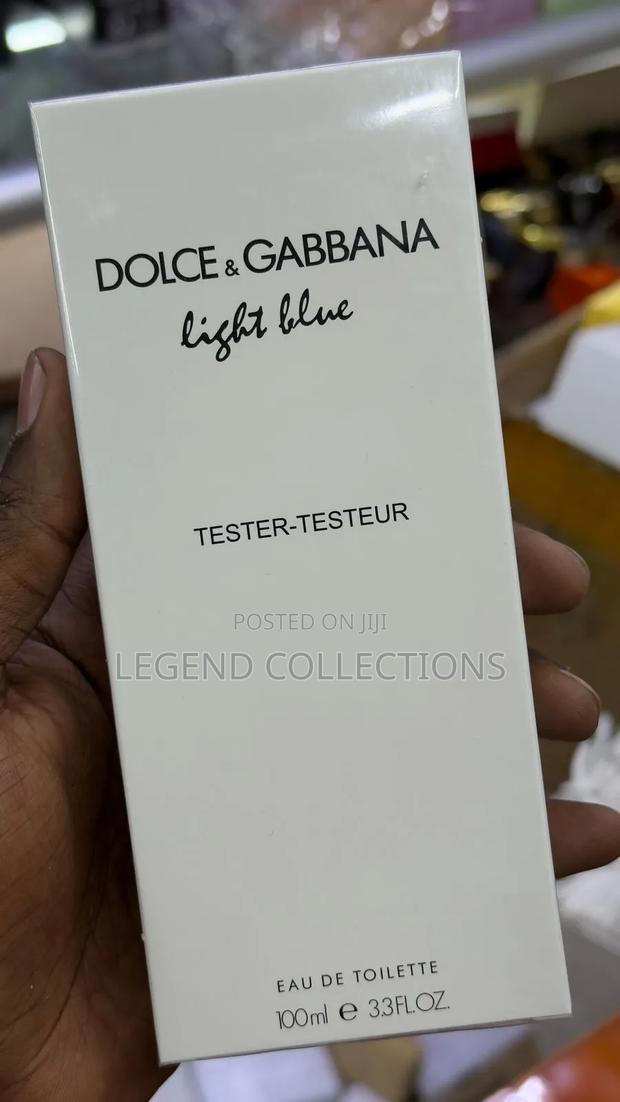 DOLCE & GABBANA
light blue
TESTER-TESTEUR
POSTED ON JIJI
LEGEND COLLECTIONS
EAU DE TOILETTE
100ml e 3.3FL.OZ.